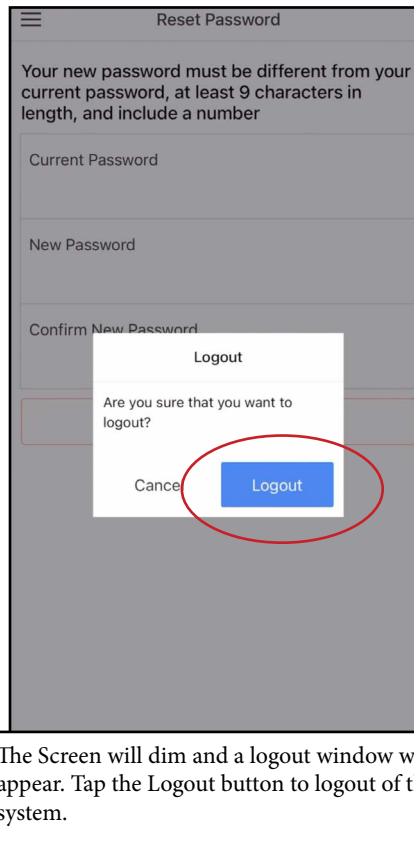 Reset Password
Your new password must be different from your
current password, at least 9 characters in
length, and include a number
Current Password
New Password
Confirm New Password
Logout
Are you sure that you want to
logout?
Cance
Logout
The Screen will dim and a logout window w
appear. Tap the Logout button to logout of t
system.